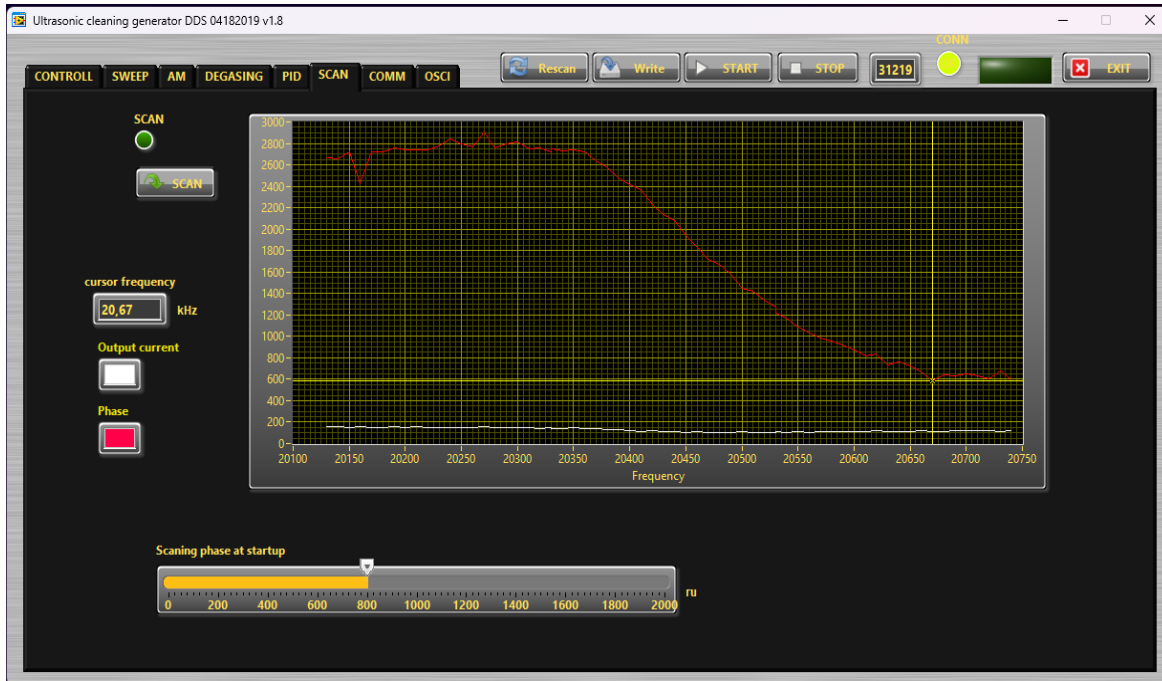 Ultrasonic cleaning generator DDS 04182019 v1.8
CONN
Rescan Write START STOP 31219 EXIT
CONTROLL SWEEP AM DEGASING PID SCAN COMM OSCI
SCAN
SCAN
cursor frequency
20,67 kHz
Output current
Phase
3000
2800
2600
2400
2200
2000
1800
1600
1400
1200
1000
800
600
400
200
0
20100 20150 20200 20250 20300 20350 20400 20450 20500 20550 20600 20650 20700 20750
Frequency
Scaning phase at startup
0 200 400 600 800 1000 1200 1400 1600 1800 2000 ru